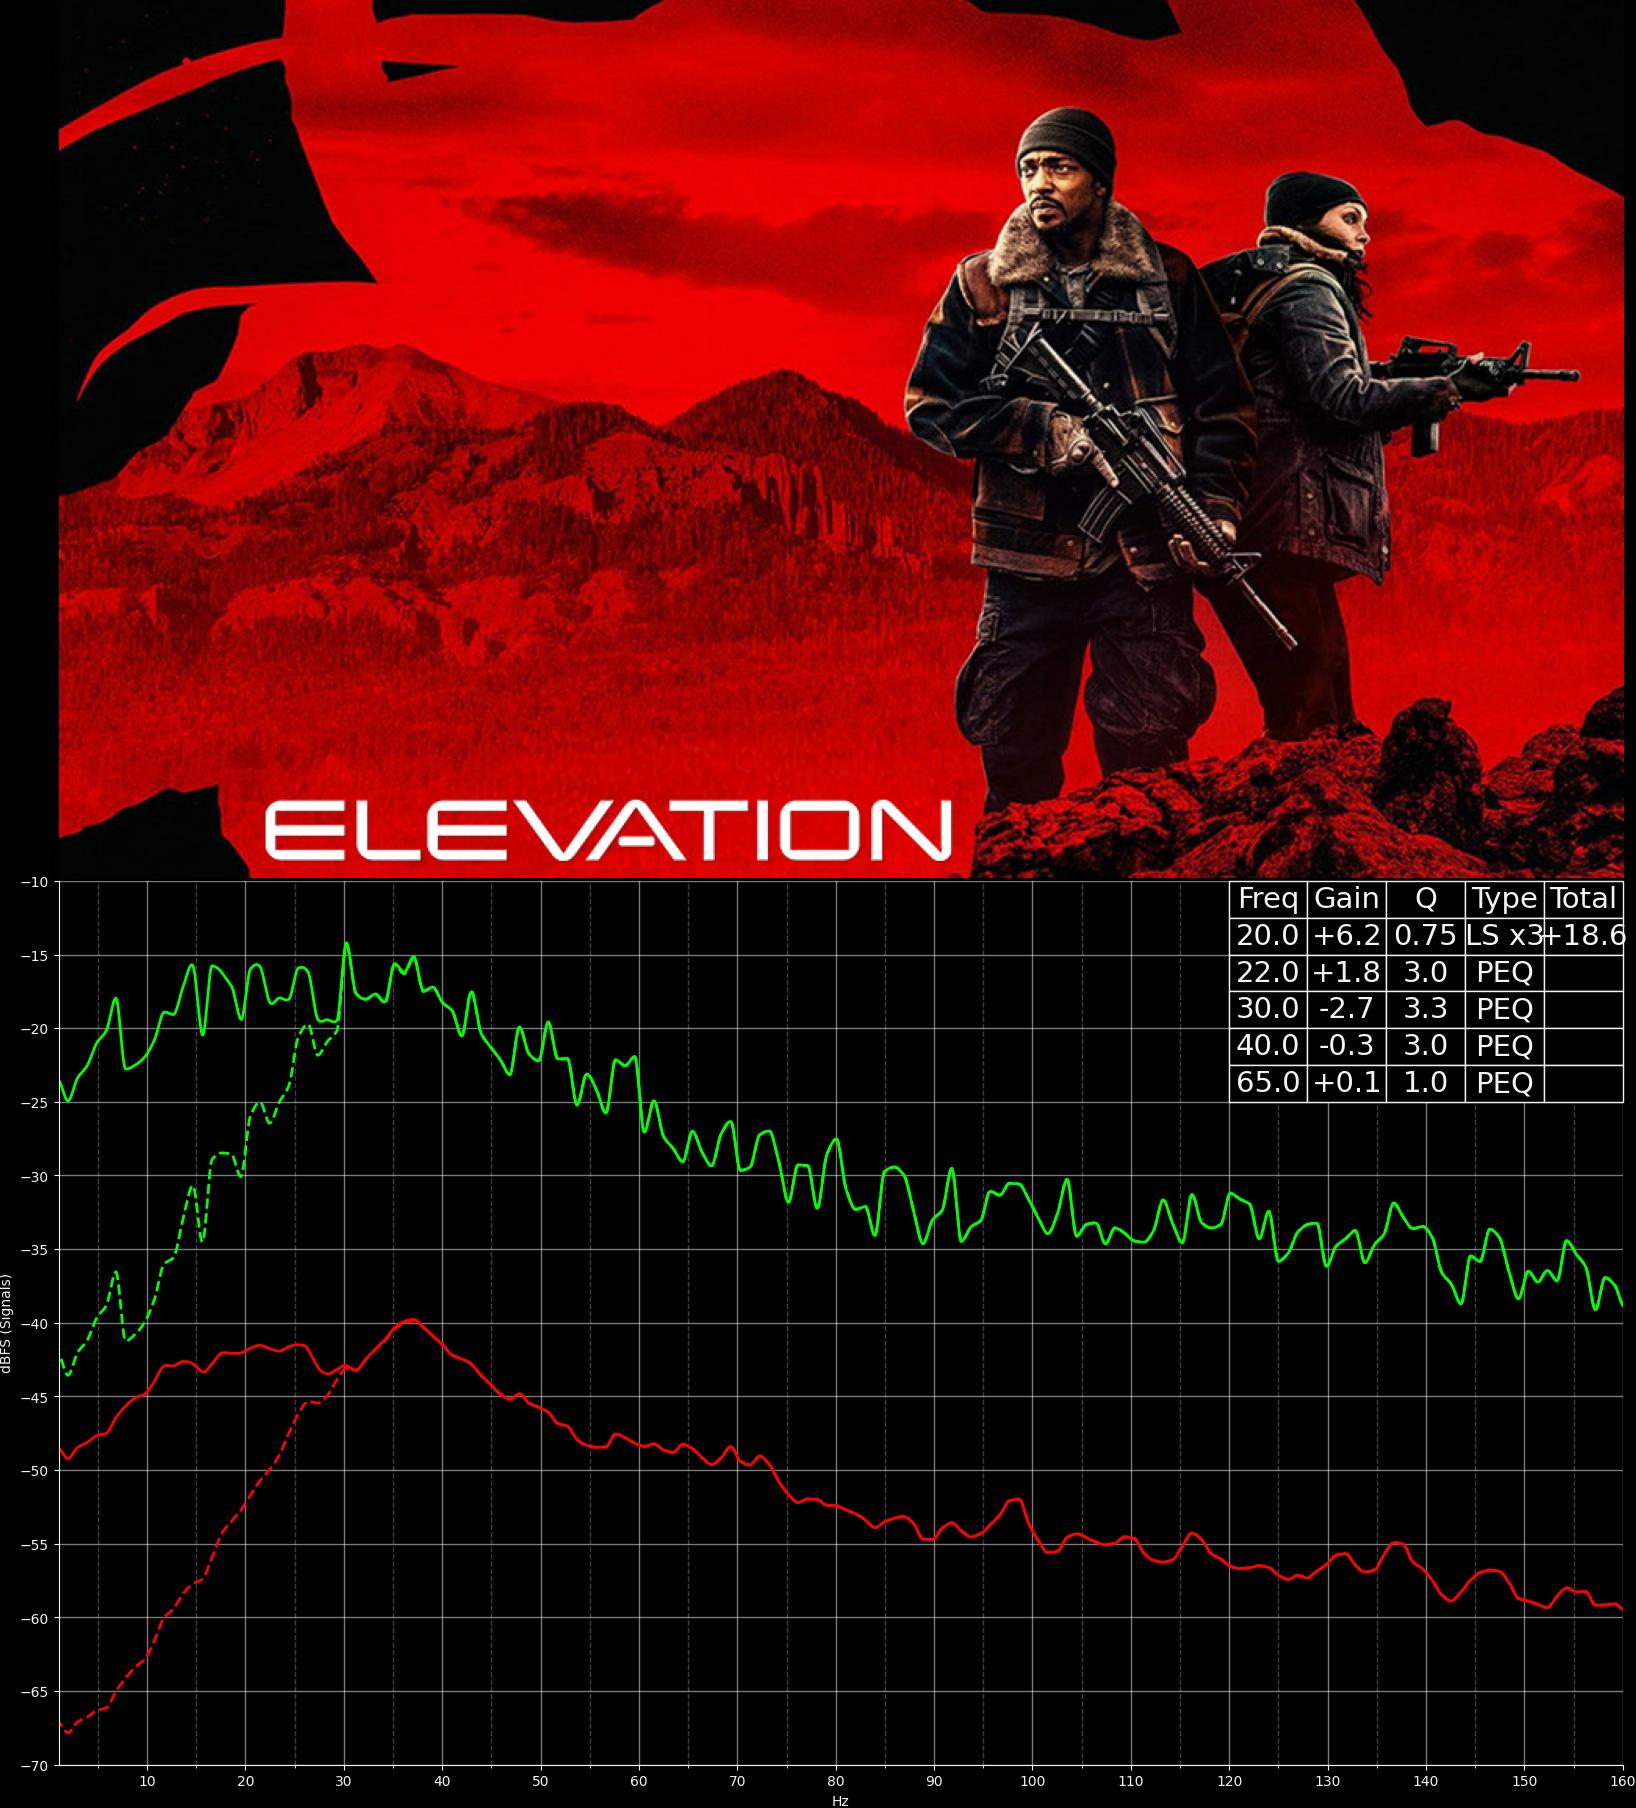 ELEVATION
-10
-15
-20
-25
-30
-35
-40
-45
-50
-55
-60
-65
-70
dBFS (Signals)
Freq Gain Q Type Total
20.0 +6.2 0.75 LS x3 +18.6
22.0 +1.8 3.0 PEQ
30.0 -2.7 3.3 PEQ
40.0 -0.3 3.0 PEQ
65.0 +0.1 1.0 PEQ
10 20 30 40 50 60 70 80 90 100 110 120 130 140 150 160
Hz